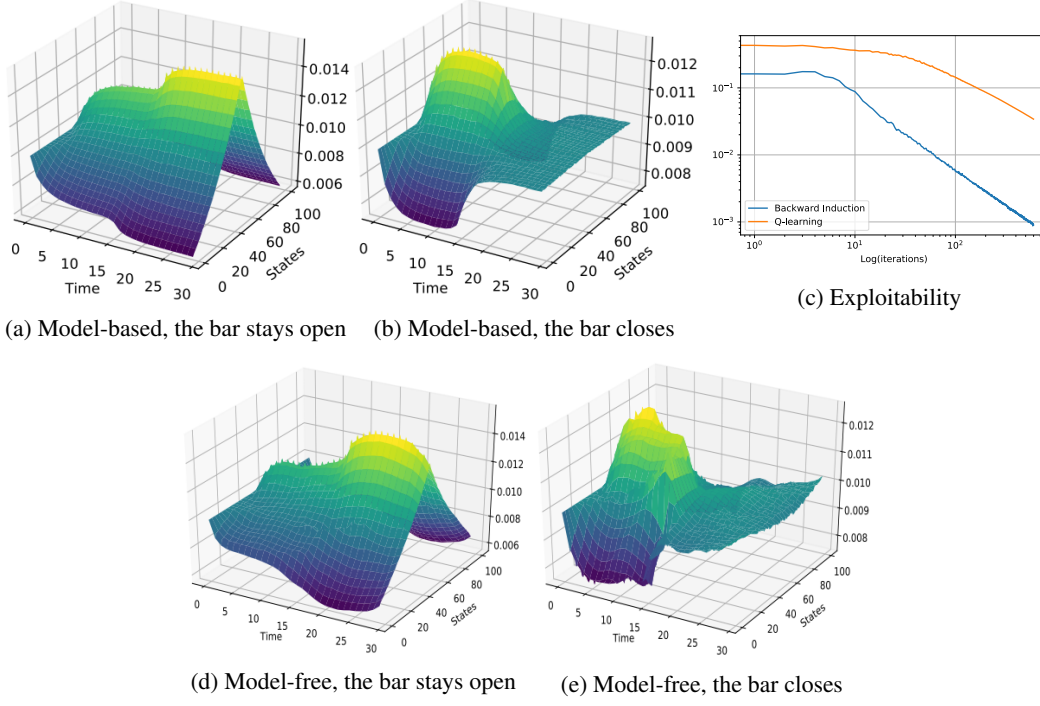 0.014
0.012
0.010
0.008
0.006
0 5 10 15 20 25 30
Time
0 20 40 60 80 100
States
(a) Model-based, the bar stays open
0.012
0.011
0.010
0.009
0.008
0 5 10 15 20 25 30
Time
0 20 40 60 80 100
States
(b) Model-based, the bar closes
10⁻¹
10⁻²
10⁻³
Backward Induction
Q-learning
10⁰ 10¹ 10²
Log(iterations)
(c) Exploitability
0.014
0.012
0.010
0.008
0.006
0 5 10 15 20 25 30
Time
0 20 40 60 80 100
States
(d) Model-free, the bar stays open
0.012
0.011
0.010
0.009
0.008
0 5 10 15 20 25 30
Time
0 20 40 60 80 100
States
(e) Model-free, the bar closes